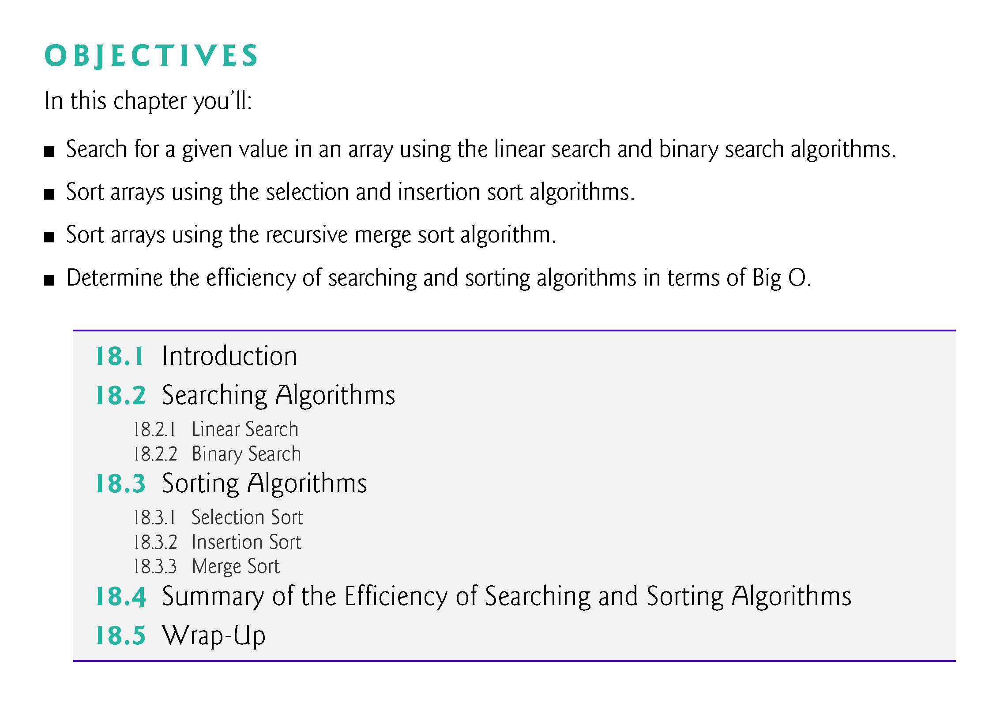 OBJECTIVES
In this chapter you’ll:
■ Search for a given value in an array using the linear search and binary search algorithms.
■ Sort arrays using the selection and insertion sort algorithms.
■ Sort arrays using the recursive merge sort algorithm.
■ Determine the efficiency of searching and sorting algorithms in terms of Big O.
18.1 Introduction
18.2 Searching Algorithms
18.2.1 Linear Search
18.2.2 Binary Search
18.3 Sorting Algorithms
18.3.1 Selection Sort
18.3.2 Insertion Sort
18.3.3 Merge Sort
18.4 Summary of the Efficiency of Searching and Sorting Algorithms
18.5 Wrap-Up